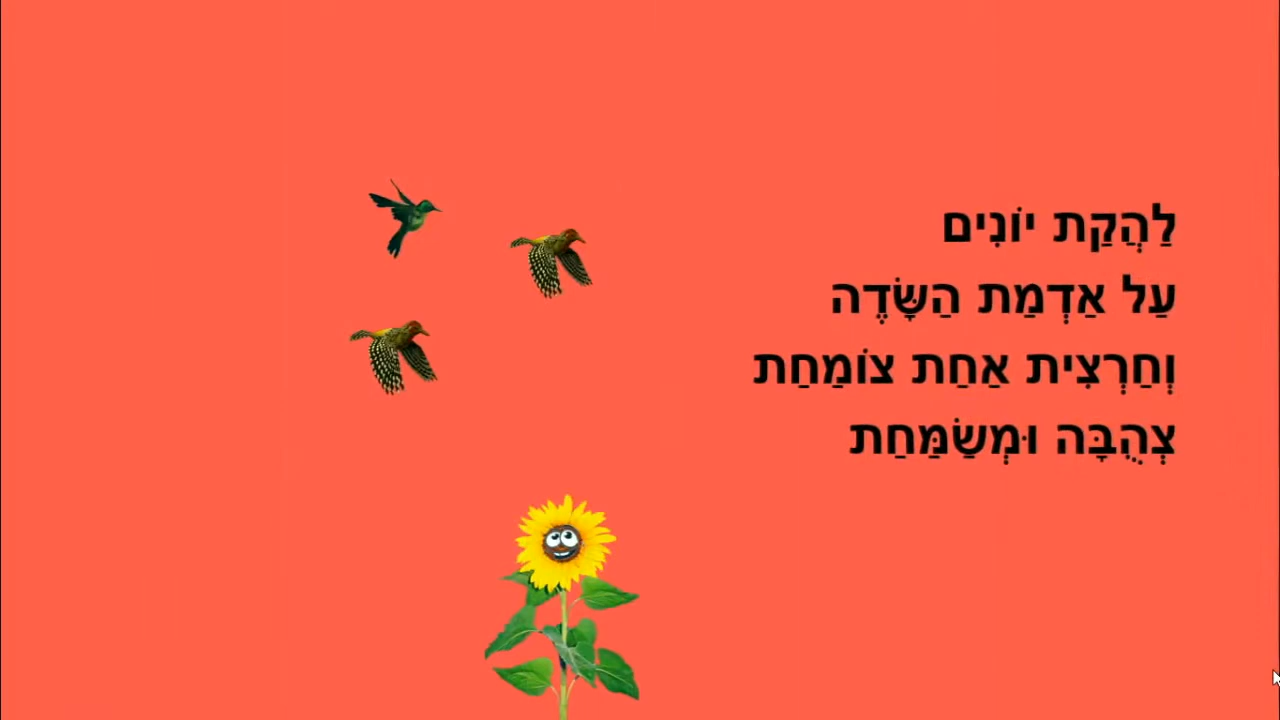 לַהֲקַת יוֹנִים
עַל אַדְמַת הַשָּׂדֶה
וְחַרְצִית אַחַת צוֹמַחַת
צְהֻבָּה וּמְשַׂמַּחַת